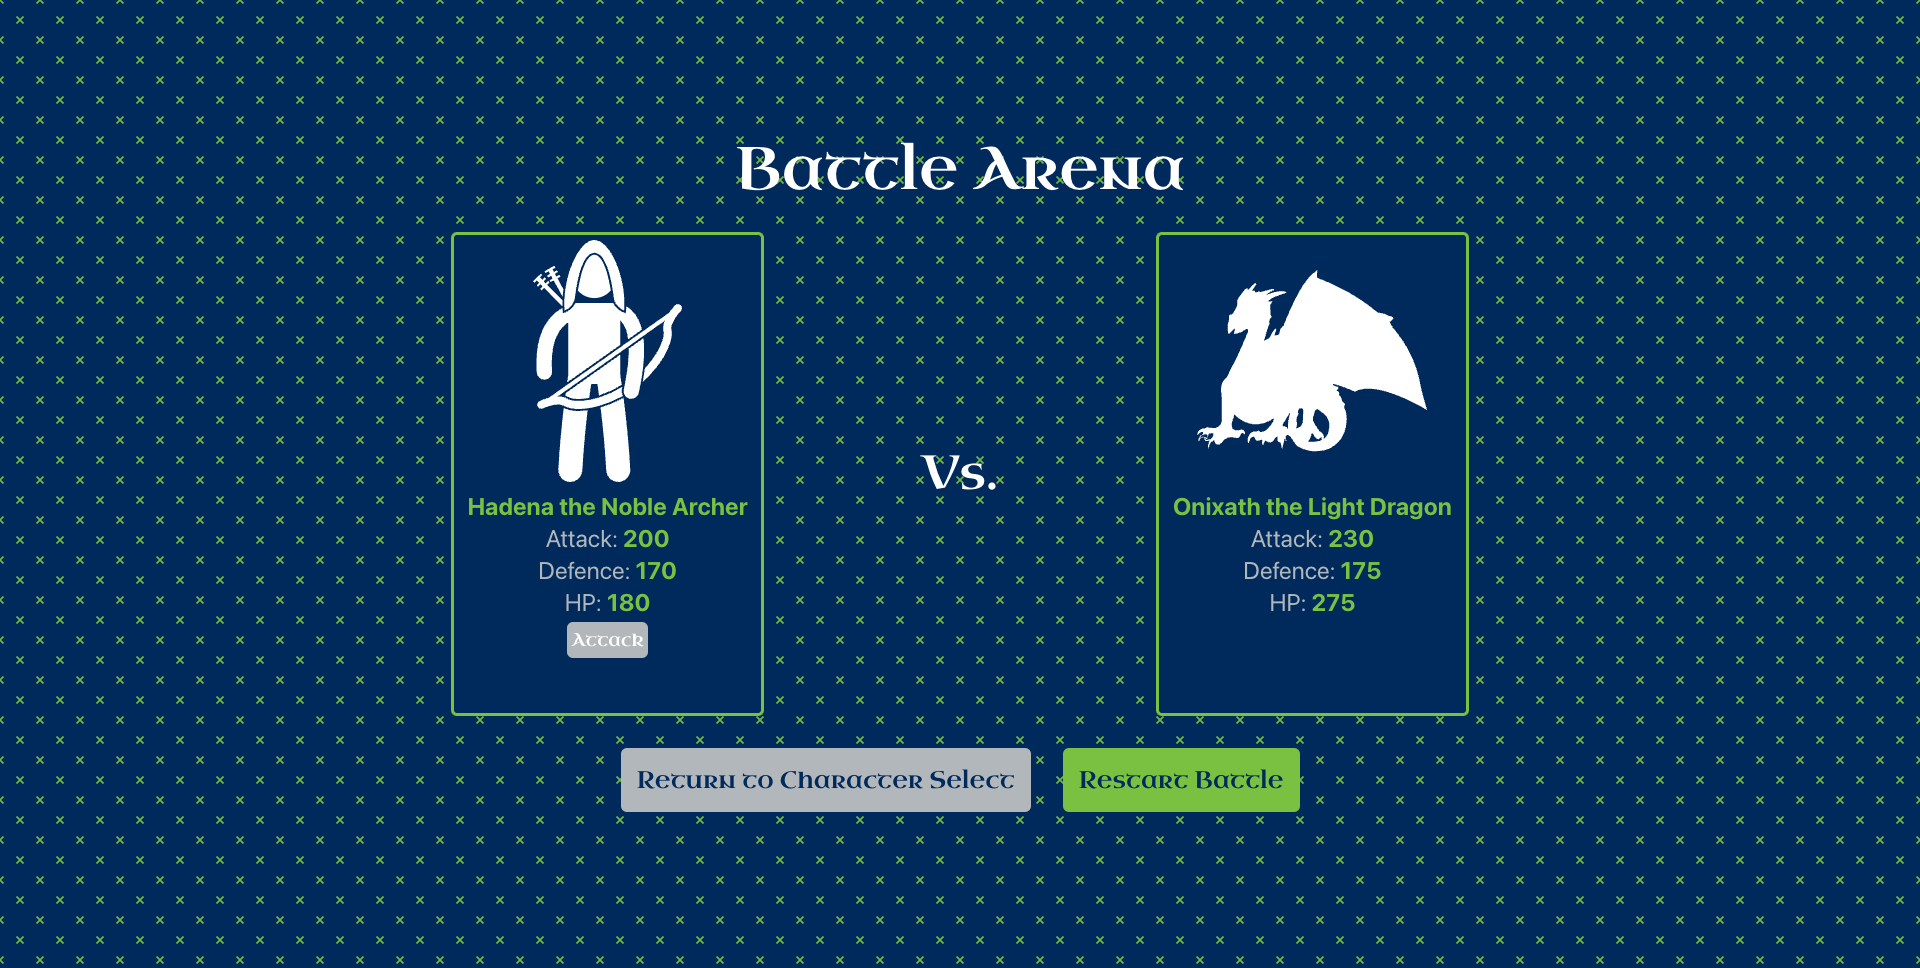 Battle Arena
Hadena the Noble Archer
Attack: 200
Defence: 170
HP: 180
Attack
Vs.
Onixath the Light Dragon
Attack: 230
Defence: 175
HP: 275
Return to Character Select
Restart Battle